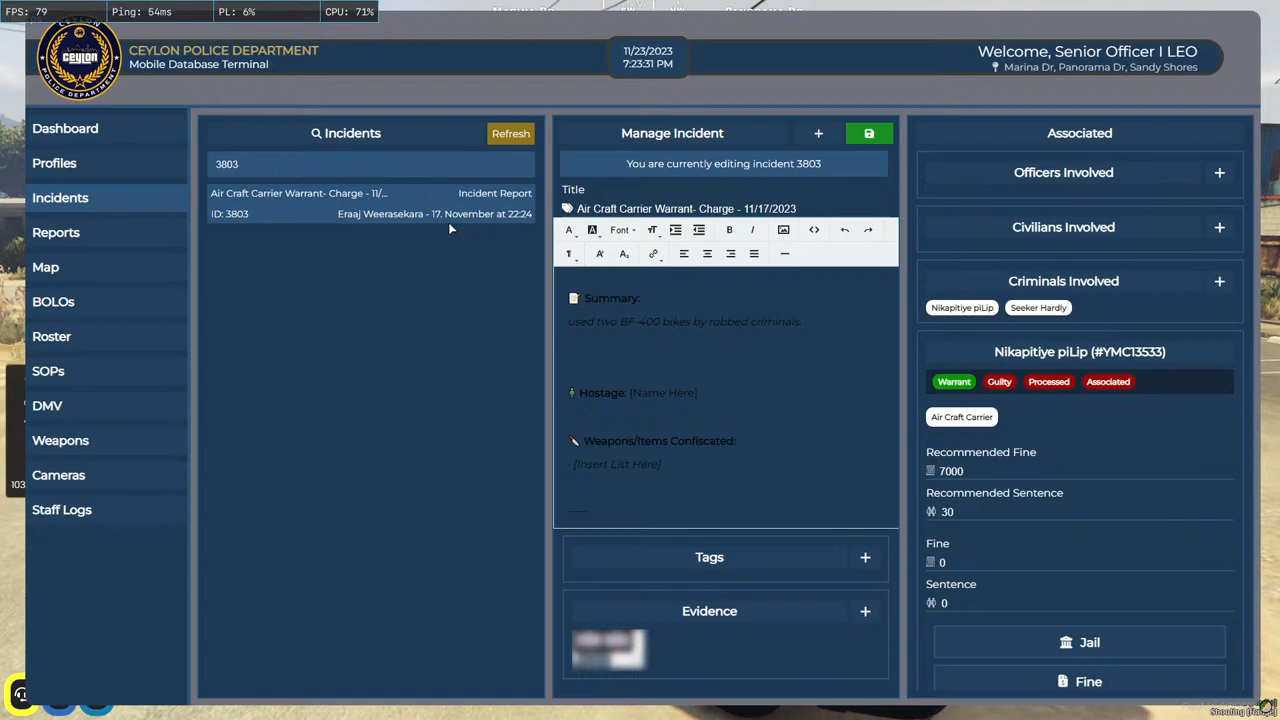 FPS: 79
Ping: 54ms
PL: 6%
CPU: 71%
ceylon
POLICE DEPARTMENT
CEYLON POLICE DEPARTMENT
Mobile Database Terminal
11/23/2023
7:23:31 PM
Welcome, Senior Officer I LEO
Marina Dr, Panorama Dr, Sandy Shores
Dashboard
Profiles
Incidents
Reports
Map
BOLOs
Roster
SOPs
DMV
Weapons
Cameras
Staff Logs
103
Incidents
Refresh
3803
Air Craft Carrier Warrant- Charge - 11/...
Incident Report
ID: 3803
Eraaj Weerasekara - 17. November at 22:24
Manage Incident
You are currently editing incident 3803
Title
Air Craft Carrier Warrant- Charge - 11/17/2023
Font
Summary:
used two BF-400 bikes by robbed criminals.
Hostage: [Name Here]
Weapons/Items Confiscated:
· [Insert List Here]
-----
Tags
Evidence
Associated
Officers Involved
Civilians Involved
Criminals Involved
Nikapitiye piLip
Seeker Hardly
Nikapitiye piLip (#YMC13533)
Warrant
Guilty
Processed
Associated
Air Craft Carrier
Recommended Fine
7000
Recommended Sentence
30
Fine
0
Sentence
0
Jail
Fine